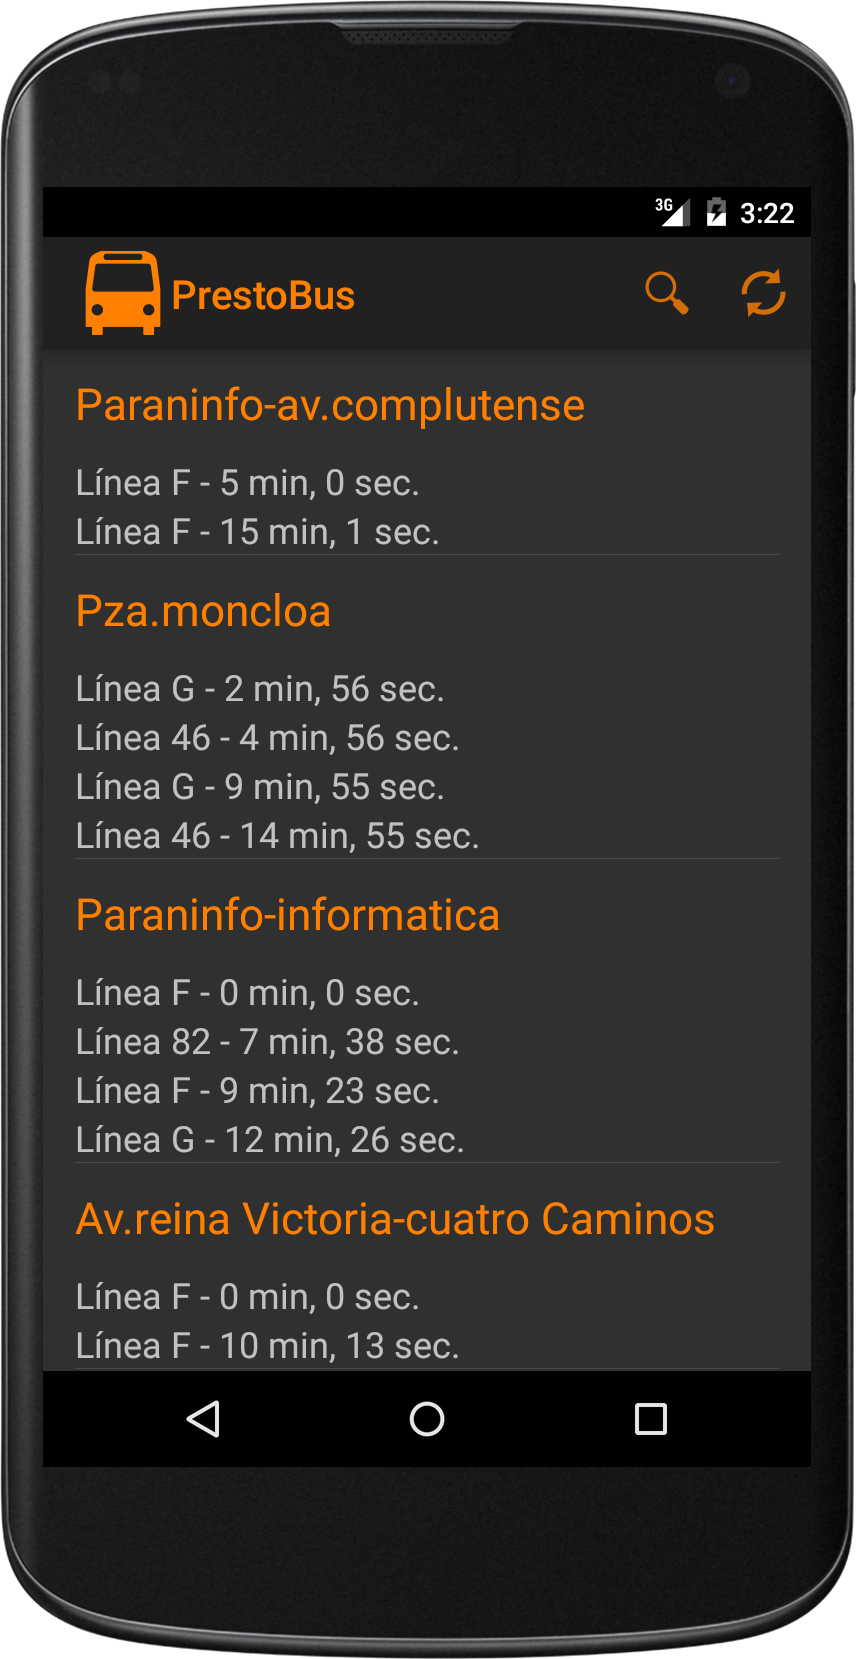 3G 3:22
PrestoBus
Paraninfo-av.complutense
Línea F - 5 min, 0 sec.
Línea F - 15 min, 1 sec.
Pza.moncloa
Línea G - 2 min, 56 sec.
Línea 46 - 4 min, 56 sec.
Línea G - 9 min, 55 sec.
Línea 46 - 14 min, 55 sec.
Paraninfo-informatica
Línea F - 0 min, 0 sec.
Línea 82 - 7 min, 38 sec.
Línea F - 9 min, 23 sec.
Línea G - 12 min, 26 sec.
Av.reina Victoria-cuatro Caminos
Línea F - 0 min, 0 sec.
Línea F - 10 min, 13 sec.